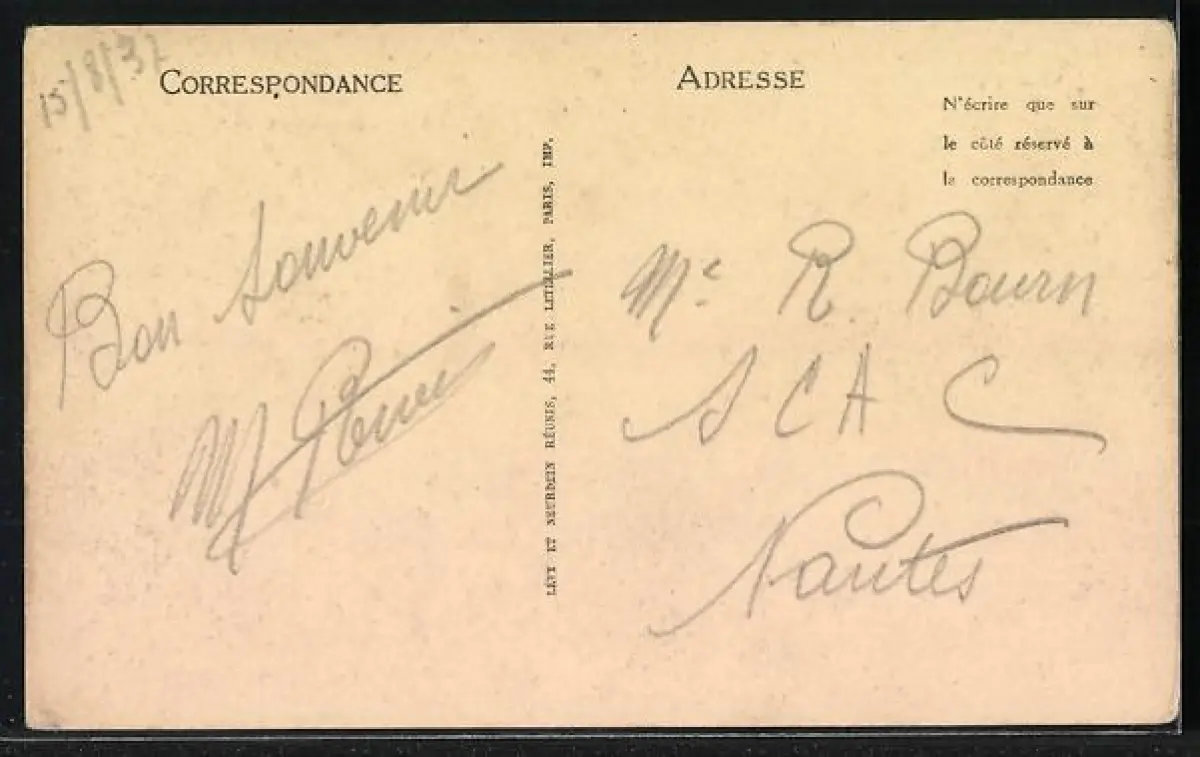 15/8/32
CORRESPONDANCE
Bon souvenir
M
LÉVY ET NEURDEIN RÉUNIS, 44, RUE LETELLIER, PARIS, IMP.
ADRESSE
N'écrire que sur
le côté réservé à
la correspondance
Mr R. Bourn
S C A C
Nantes